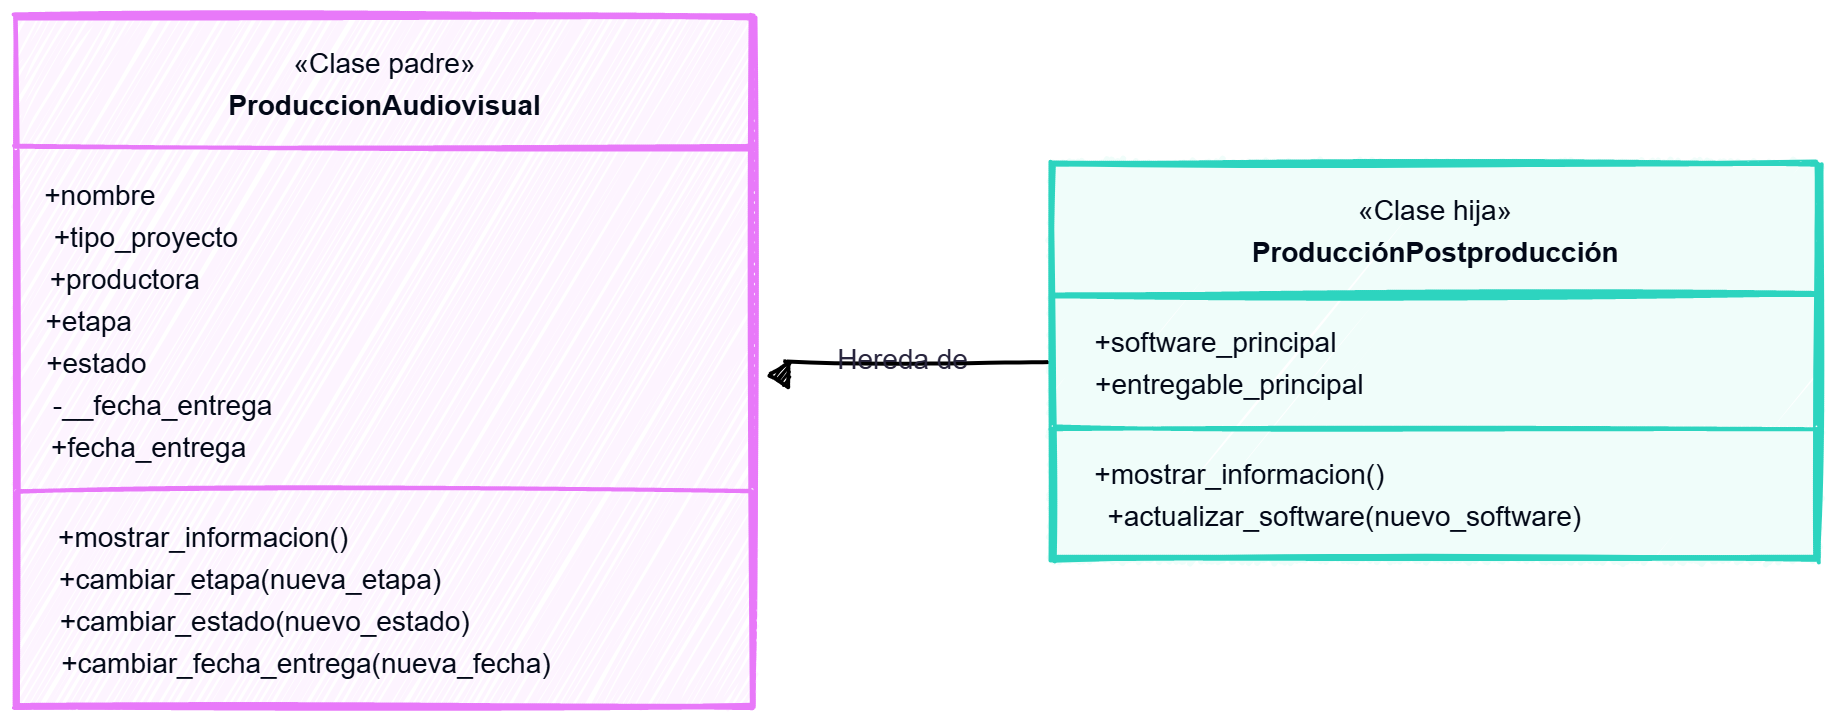 «Clase padre»
ProduccionAudiovisual
+nombre
+tipo_proyecto
+productora
+etapa
+estado
-__fecha_entrega
+fecha_entrega
+mostrar_informacion()
+cambiar_etapa(nueva_etapa)
+cambiar_estado(nuevo_estado)
+cambiar_fecha_entrega(nueva_fecha)
Hereda de
«Clase hija»
ProducciónPostproducción
+software_principal
+entregable_principal
+mostrar_informacion()
+actualizar_software(nuevo_software)